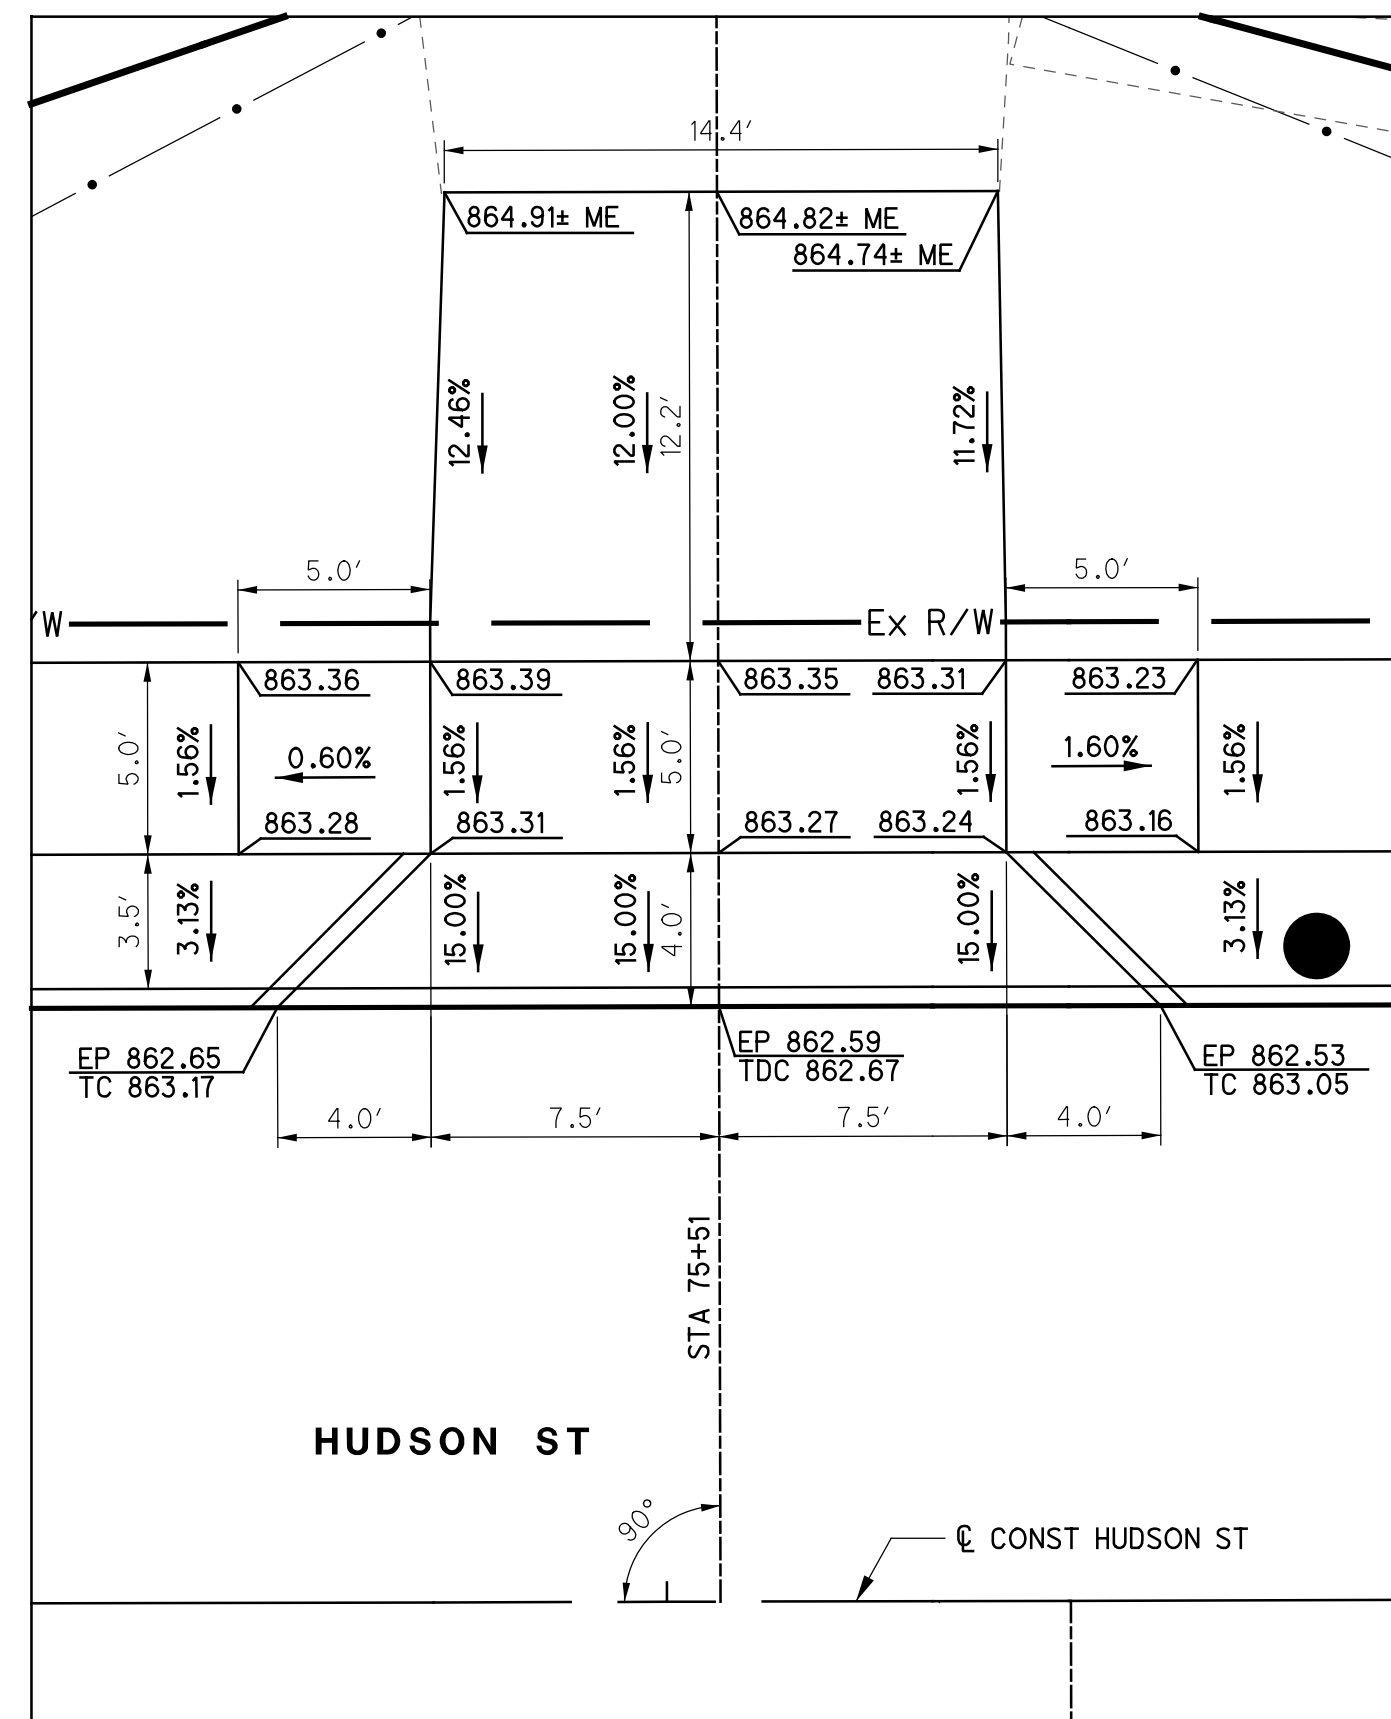 14.4′
864.91± ME
864.82± ME
864.74± ME
12.46%
12.00%
12.2′
11.72%
5.0′
5.0′
′W
Ex R/W
863.36
863.39
863.35
863.31
863.23
5.0′
1.56%
0.60%
1.56%
1.56%
5.0′
1.56%
1.60%
1.56%
863.28
863.31
863.27
863.24
863.16
3.5′
3.13%
15.00%
15.00%
4.0′
15.00%
3.13%
EP 862.65
TC 863.17
EP 862.59
TDC 862.67
EP 862.53
TC 863.05
4.0′
7.5′
7.5′
4.0′
STA 75+51
HUDSON ST
90°
℄ CONST HUDSON ST